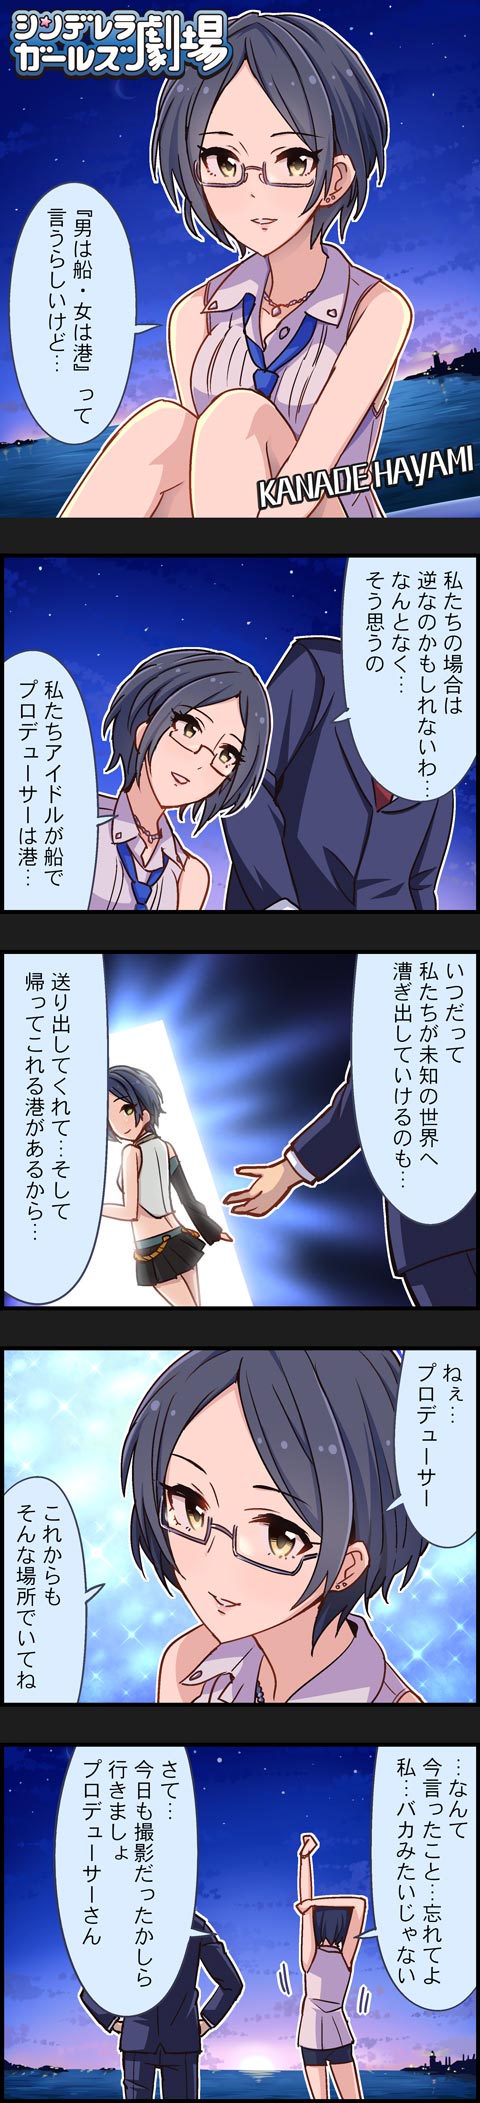 シンデレラ
ガールズ劇場
『男は船・女は港』って
言うらしいけど…
KANADE HAYAMI
私たちの場合は
逆なのかもしれないわ…
なんとなく…
そう思うの
私たちアイドルが船で
プロデューサーは港…
いつだって
私たちが未知の世界へ
漕ぎ出していけるのも…
送り出してくれて…そして
帰ってこれる港があるから…
ねぇ…
プロデューサー
これからも
そんな場所でいてね
…なんて
今言ったこと…忘れてよ
私…バカみたいじゃない
さて…
今日も撮影だったかしら
行きましょ
プロデューサーさん